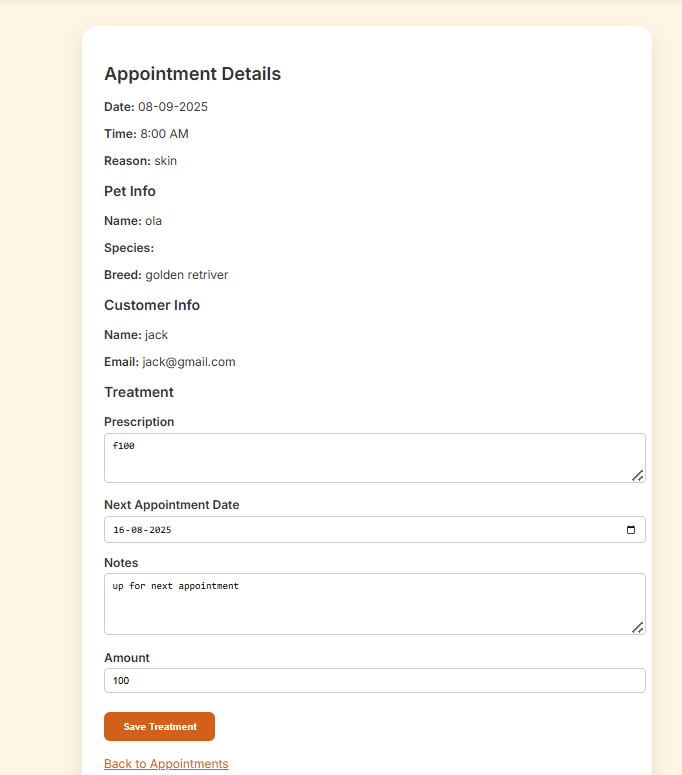 Appointment Details
Date: 08-09-2025
Time: 8:00 AM
Reason: skin
Pet Info
Name: ola
Species:
Breed: golden retriver
Customer Info
Name: jack
Email: jack@gmail.com
Treatment
Prescription
f100
Next Appointment Date
16-08-2025
Notes
up for next appointment
Amount
100
Save Treatment
Back to Appointments